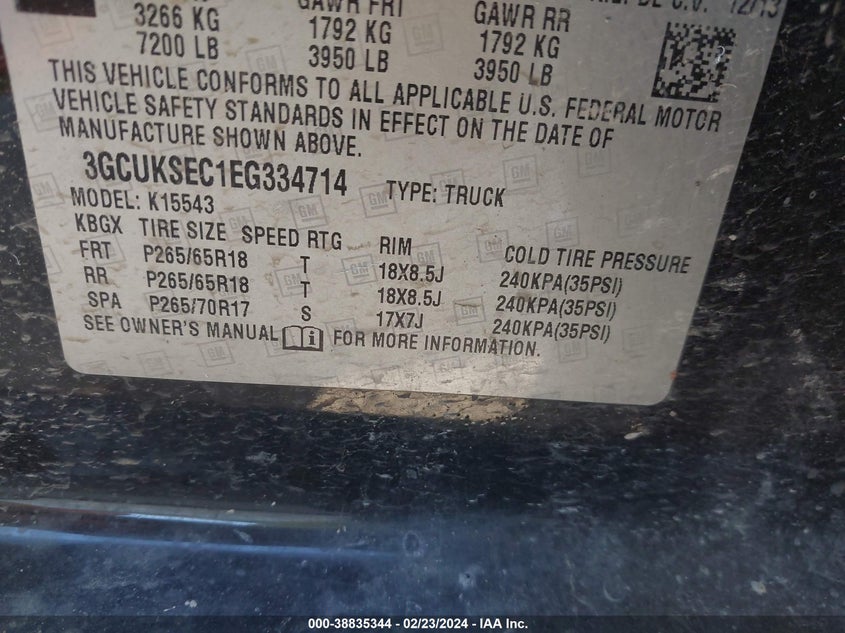 DE C.V. 12/13
GAWR FRT GAWR RR
3266 KG 1792 KG 1792 KG
7200 LB 3950 LB 3950 LB
THIS VEHICLE CONFORMS TO ALL APPLICABLE U.S. FEDERAL MOTOR
VEHICLE SAFETY STANDARDS IN EFFECT ON THE DATE OF
MANUFACTURE SHOWN ABOVE.
3GCUKSEC1EG334714 TYPE: TRUCK
MODEL: K15543
KBGX TIRE SIZE SPEED RTG RIM COLD TIRE PRESSURE
FRT P265/65R18 T 18X8.5J 240KPA(35PSI)
RR P265/65R18 T 18X8.5J 240KPA(35PSI)
SPA P265/70R17 S 17X7J 240KPA(35PSI)
SEE OWNER'S MANUAL FOR MORE INFORMATION.
000-38835344 - 02/23/2024 - IAA Inc.